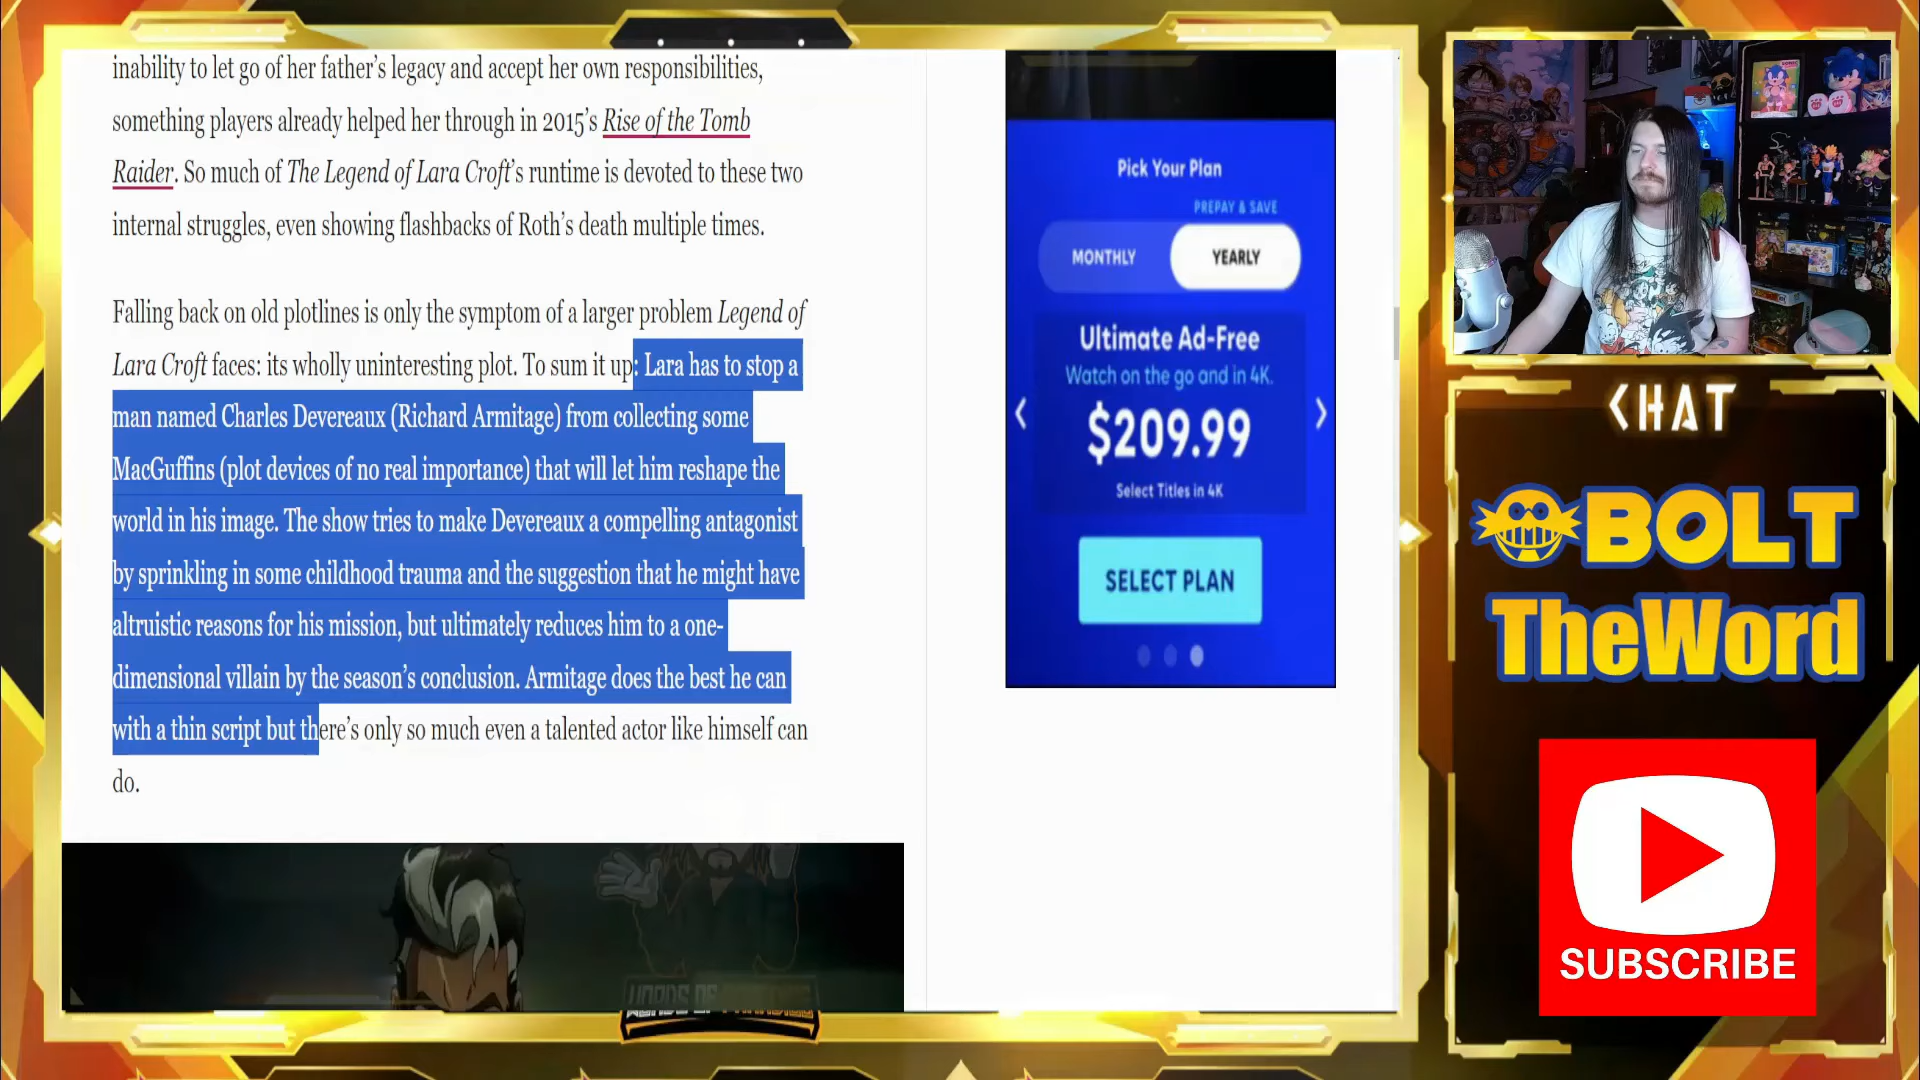 inability to let go of her father’s legacy and accept her own responsibilities,
something players already helped her through in 2015’s Rise of the Tomb
Raider. So much of The Legend of Lara Croft’s runtime is devoted to these two
internal struggles, even showing flashbacks of Roth’s death multiple times.
Falling back on old plotlines is only the symptom of a larger problem Legend of
Lara Croft faces: its wholly uninteresting plot. To sum it up: Lara has to stop a
man named Charles Devereaux (Richard Armitage) from collecting some
MacGuffins (plot devices of no real importance) that will let him reshape the
world in his image. The show tries to make Devereaux a compelling antagonist
by sprinkling in some childhood trauma and the suggestion that he might have
altruistic reasons for his mission, but ultimately reduces him to a one-
dimensional villain by the season’s conclusion. Armitage does the best he can
with a thin script but there’s only so much even a talented actor like himself can
do.
Pick Your Plan
PREPAY & SAVE
MONTHLY
YEARLY
Ultimate Ad-Free
Watch on the go and in 4K.
$209.99
Select Titles in 4K
SELECT PLAN
CHAT
BOLT
TheWord
SUBSCRIBE